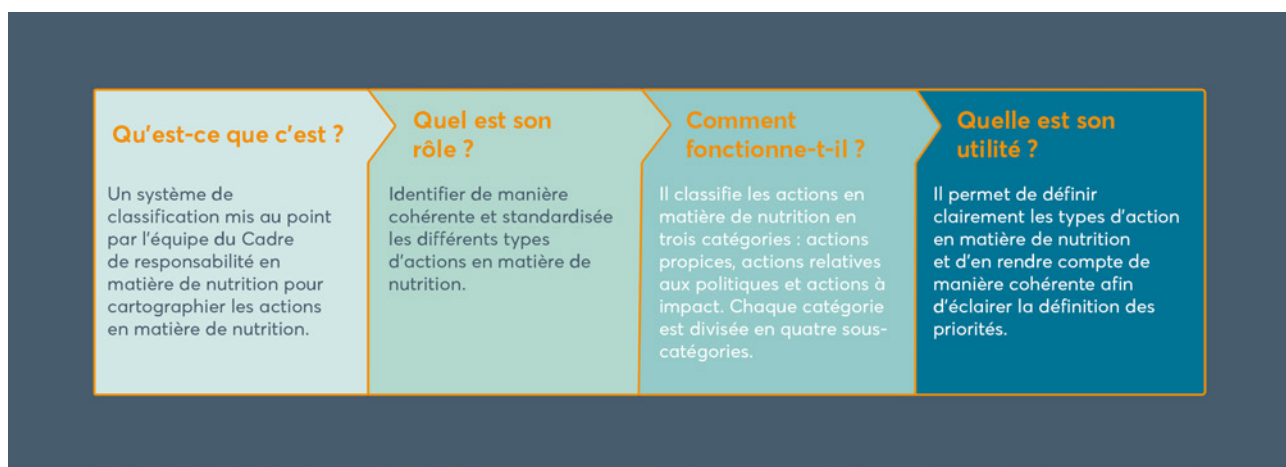 Qu'est-ce que c'est ?
Un système de
classification mis au point
par l'équipe du Cadre
de responsabilité en
matière de nutrition pour
cartographier les actions
en matière de nutrition.
Quel est son
rôle ?
Identifier de manière
cohérente et standardisée
les différents types
d'actions en matière de
nutrition.
Comment
fonctionne-t-il ?
Il classifie les actions en
matière de nutrition en
trois catégories : actions
propices, actions relatives
aux politiques et actions à
impact. Chaque catégorie
est divisée en quatre sous-
catégories.
Quelle est son
utilité ?
Il permet de définir
clairement les types d'action
en matière de nutrition
et d'en rendre compte de
manière cohérente afin
d'éclairer la définition des
priorités.